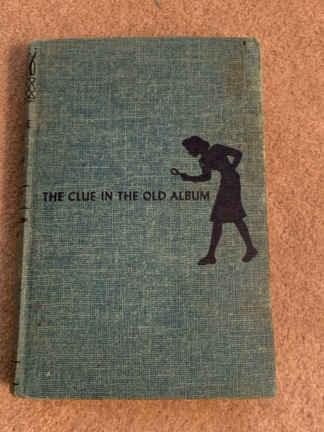 THE CLUE IN THE OLD ALBUM